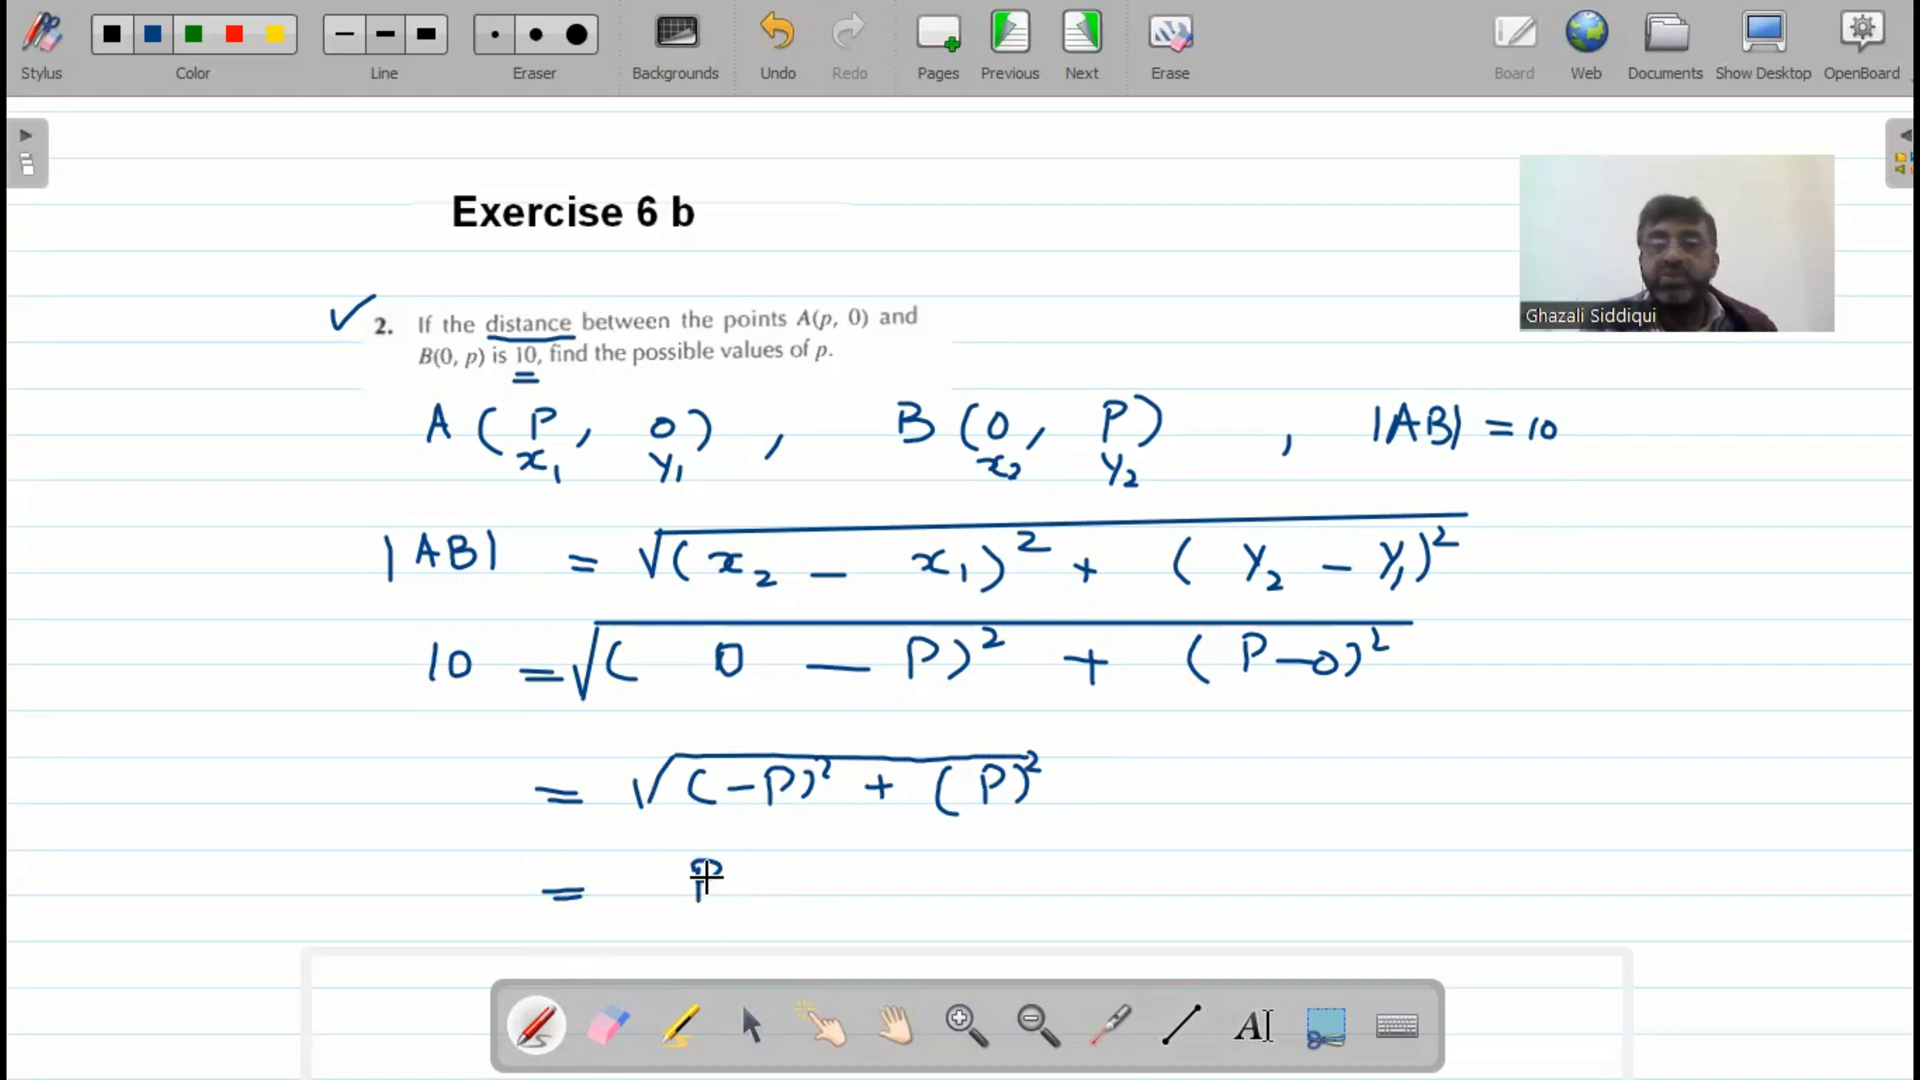 Stylus Color Line Eraser Backgrounds Undo Redo Pages Previous Next Erase Board Web Documents Show Desktop OpenBoard
Exercise 6 b
Ghazali Siddiqui
✓ 2. If the distance between the points A(p, 0) and
B(0, p) is 10, find the possible values of p.
A ( P , 0 ) , B ( 0 , P ) , |AB| = 10
x₁ y₁ x₂ y₂
|AB| = √(x₂ − x₁)² + (y₂ − y₁)²
10 = √(0 − P)² + (P − 0)²
= √(−P)² + (P)²
= P
A